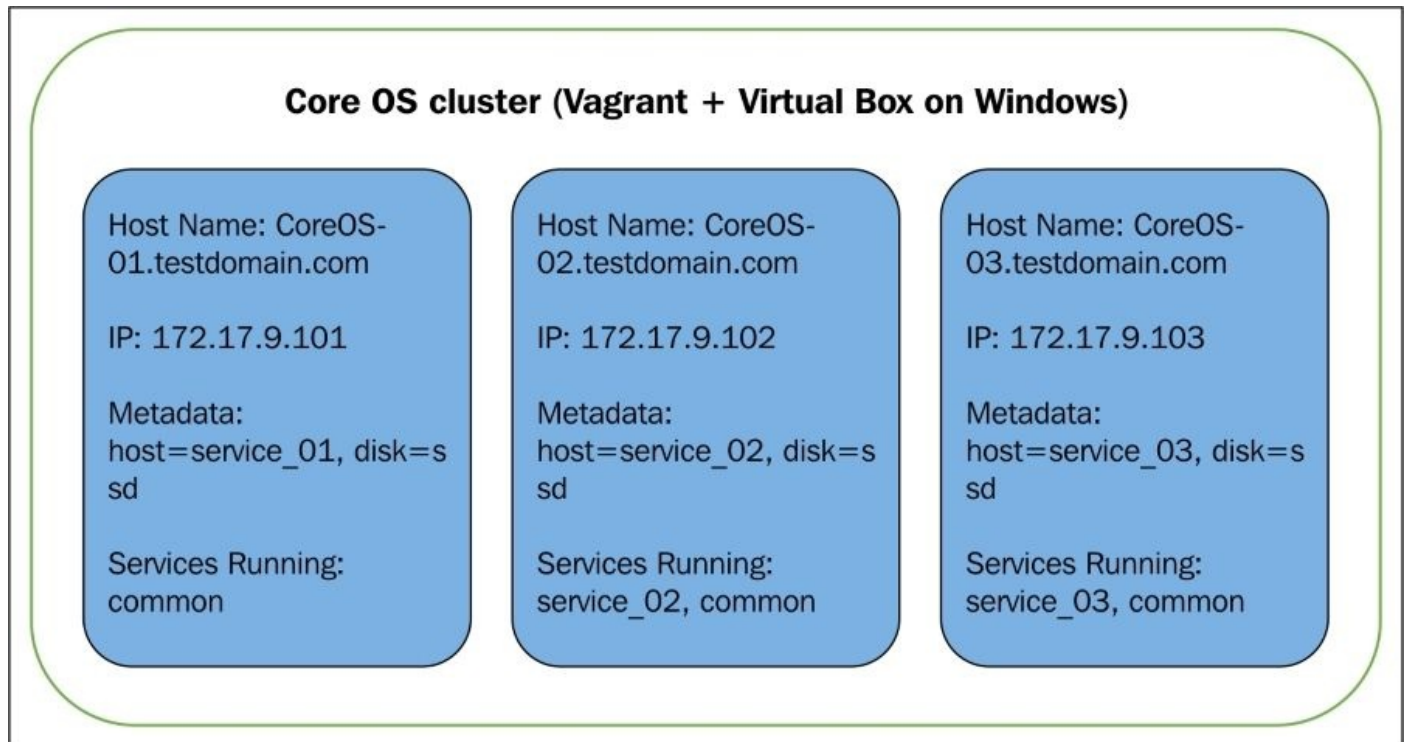 Core OS cluster (Vagrant + Virtual Box on Windows)
Host Name: CoreOS-
01.testdomain.com
IP: 172.17.9.101
Metadata:
host=service_01, disk=s
sd
Services Running:
common
Host Name: CoreOS-
02.testdomain.com
IP: 172.17.9.102
Metadata:
host=service_02, disk=s
sd
Services Running:
service_02, common
Host Name: CoreOS-
03.testdomain.com
IP: 172.17.9.103
Metadata:
host=service_03, disk=s
sd
Services Running:
service_03, common